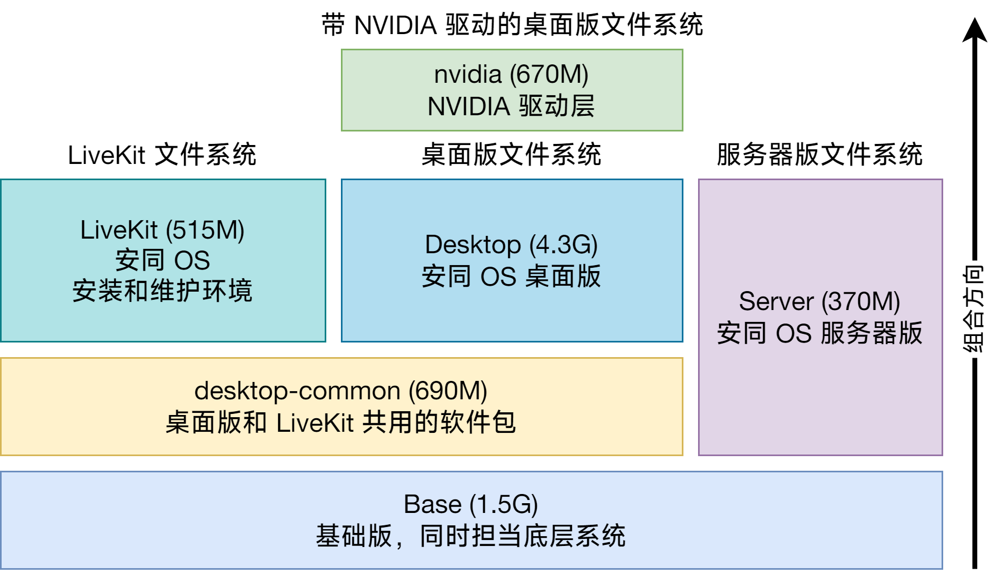 带 NVIDIA 驱动的桌面版文件系统
nvidia (670M)
NVIDIA 驱动层
LiveKit 文件系统
桌面版文件系统
服务器版文件系统
LiveKit (515M)
安同 OS
安装和维护环境
Desktop (4.3G)
安同 OS 桌面版
Server (370M)
安同 OS 服务器版
desktop-common (690M)
桌面版和 LiveKit 共用的软件包
Base (1.5G)
基础版，同时担当底层系统
组合方向